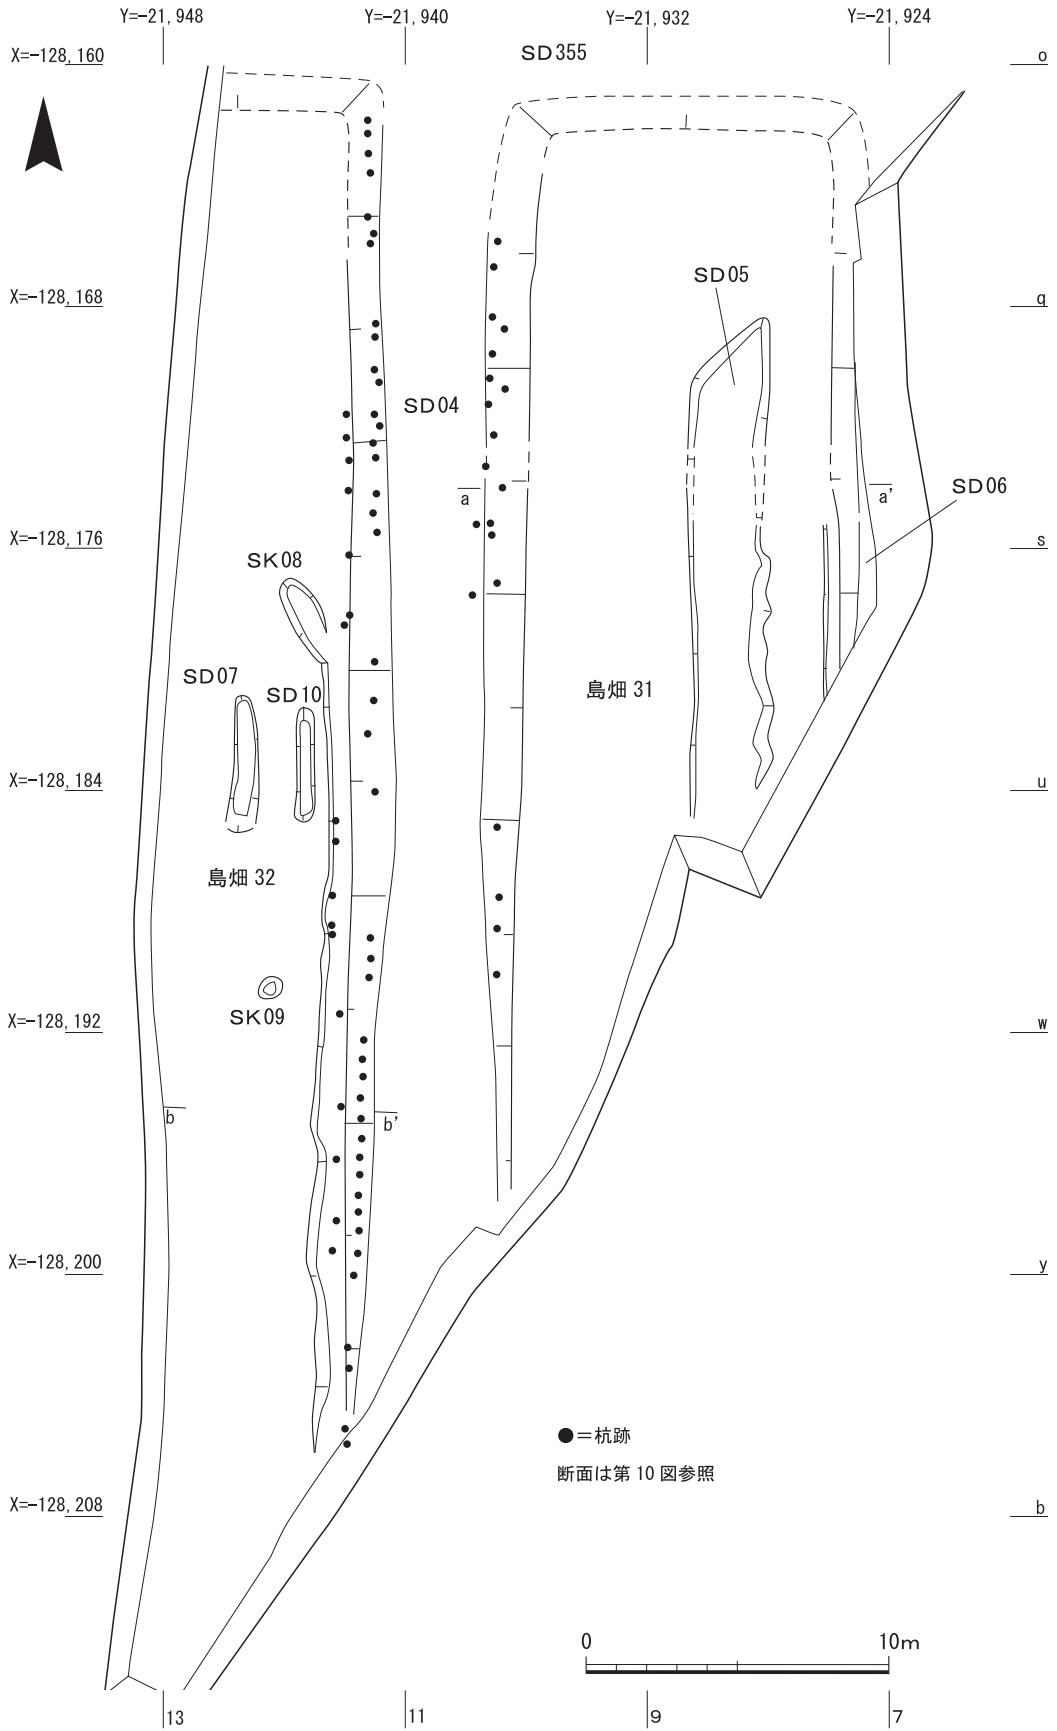 Y=-21,948
Y=-21,940
Y=-21,932
Y=-21,924
X=-128,160
SD355
o
X=-128,168
SD05
q
SD04
a
a'
SD06
X=-128,176
s
SK08
SD07
SD10
島畑 31
X=-128,184
u
島畑 32
SK09
X=-128,192
w
b
b'
X=-128,200
y
●=杭跡
断面は第 10 図参照
X=-128,208
b
0
10m
13
11
9
7